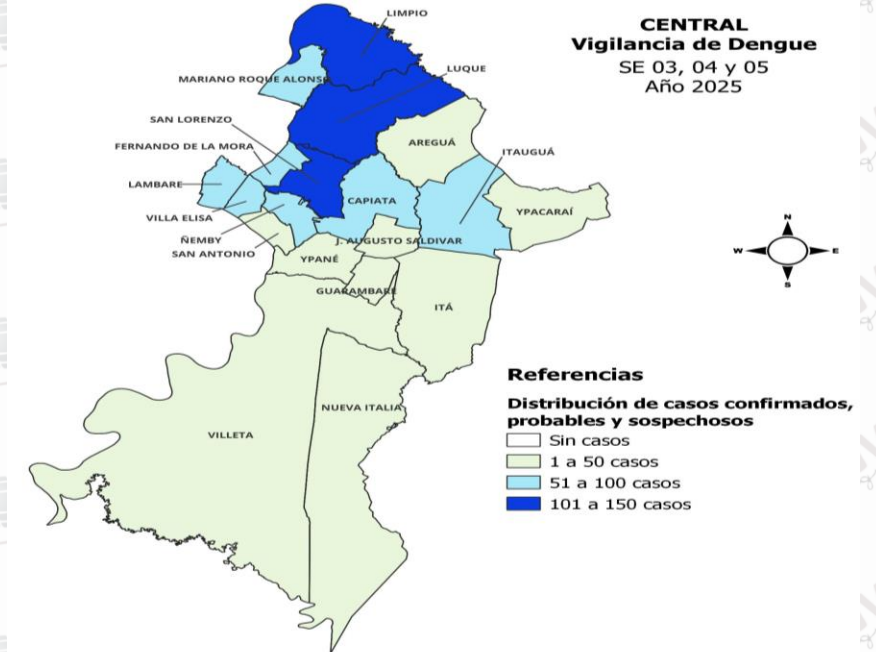 CENTRAL
Vigilancia de Dengue
SE 03, 04 y 05
Año 2025
LIMPIO
LUQUE
MARIANO ROQUE ALONS
SAN LORENZO
FERNANDO DE LA MORA
AREGUÁ
ITAUGUÁ
LAMBARE
CAPIATA
YPACARAÍ
VILLA ELISA
ÑEMBY
SAN ANTONIO
J. AUGUSTO SALDIVAR
YPANÉ
GUARAMBARE
ITÁ
NUEVA ITALIA
VILLETA
N
W
E
S
Referencias
Distribución de casos confirmados,
probables y sospechosos
Sin casos
1 a 50 casos
51 a 100 casos
101 a 150 casos